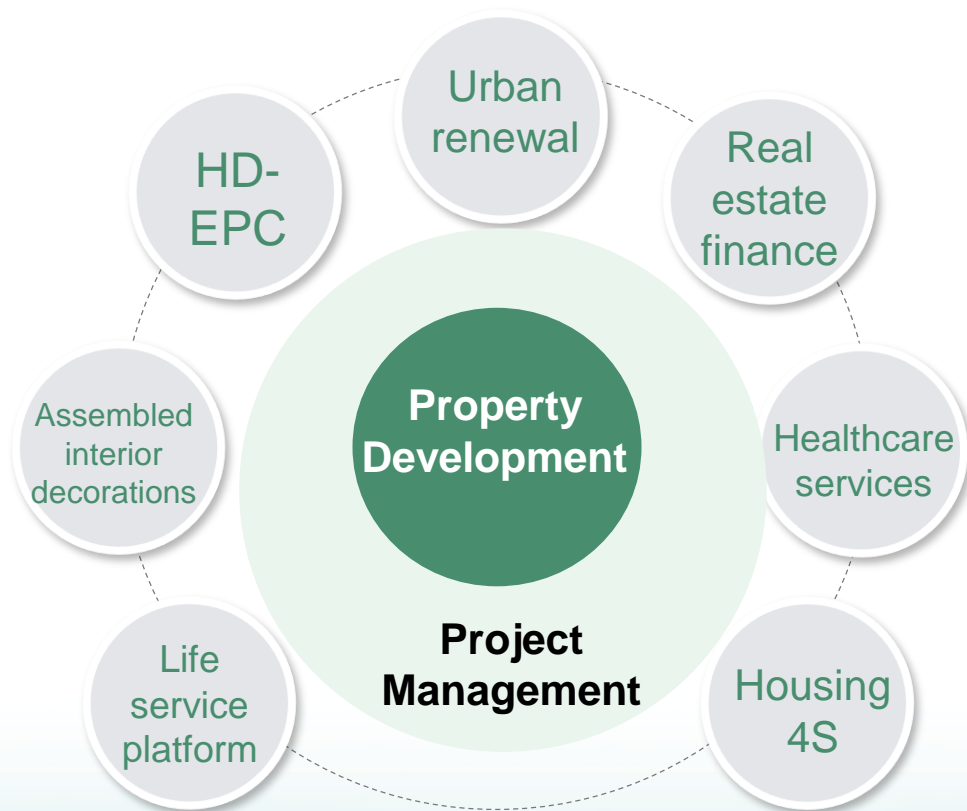 Urban
renewal
HD-
EPC
Real
estate
finance
Property
Development
Assembled
interior
decorations
Healthcare
services
Project
Management
Life
service
platform
Housing
4S